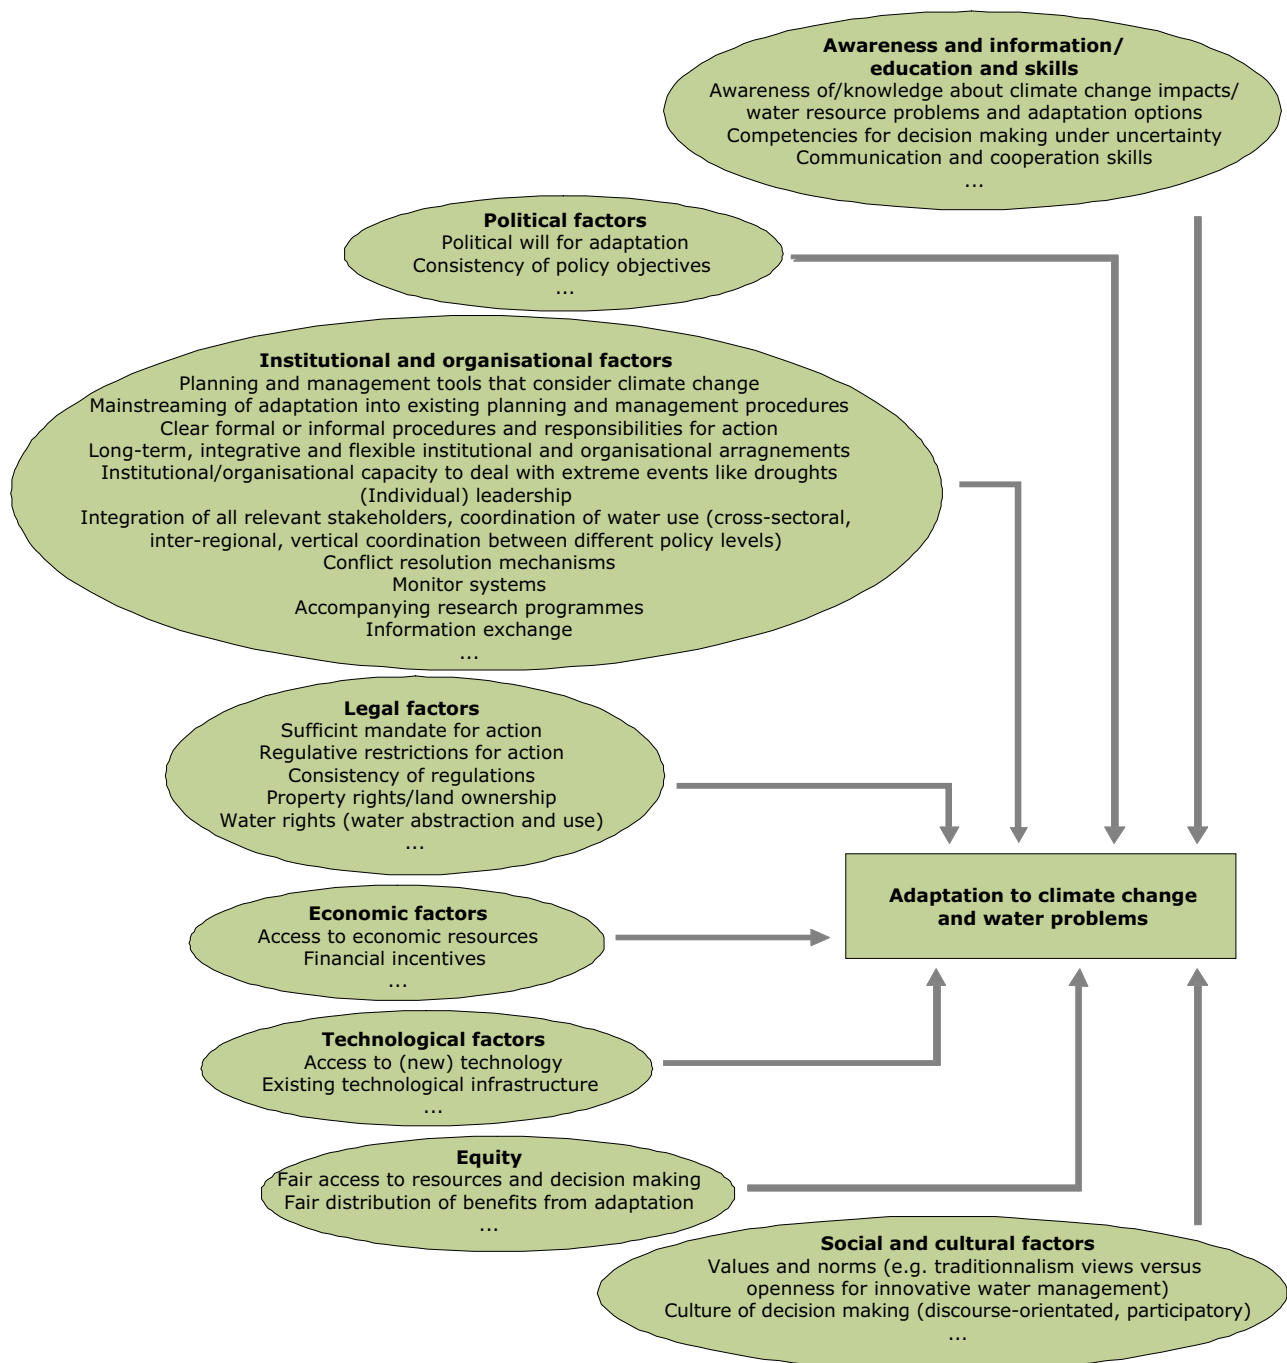 Awareness and information/
education and skills
Awareness of/knowledge about climate change impacts/
water resource problems and adaptation options
Competencies for decision making under uncertainty
Communication and cooperation skills
...
Political factors
Political will for adaptation
Consistency of policy objectives
...
Institutional and organisational factors
Planning and management tools that consider climate change
Mainstreaming of adaptation into existing planning and management procedures
Clear formal or informal procedures and responsibilities for action
Long-term, integrative and flexible institutional and organisational arragnements
Institutional/organisational capacity to deal with extreme events like droughts
(Individual) leadership
Integration of all relevant stakeholders, coordination of water use (cross-sectoral,
inter-regional, vertical coordination between different policy levels)
Conflict resolution mechanisms
Monitor systems
Accompanying research programmes
Information exchange
...
Legal factors
Sufficint mandate for action
Regulative restrictions for action
Consistency of regulations
Property rights/land ownership
Water rights (water abstraction and use)
...
Adaptation to climate change
and water problems
Economic factors
Access to economic resources
Financial incentives
...
Technological factors
Access to (new) technology
Existing technological infrastructure
...
Equity
Fair access to resources and decision making
Fair distribution of benefits from adaptation
...
Social and cultural factors
Values and norms (e.g. traditionnalism views versus
openness for innovative water management)
Culture of decision making (discourse-orientated, participatory)
...